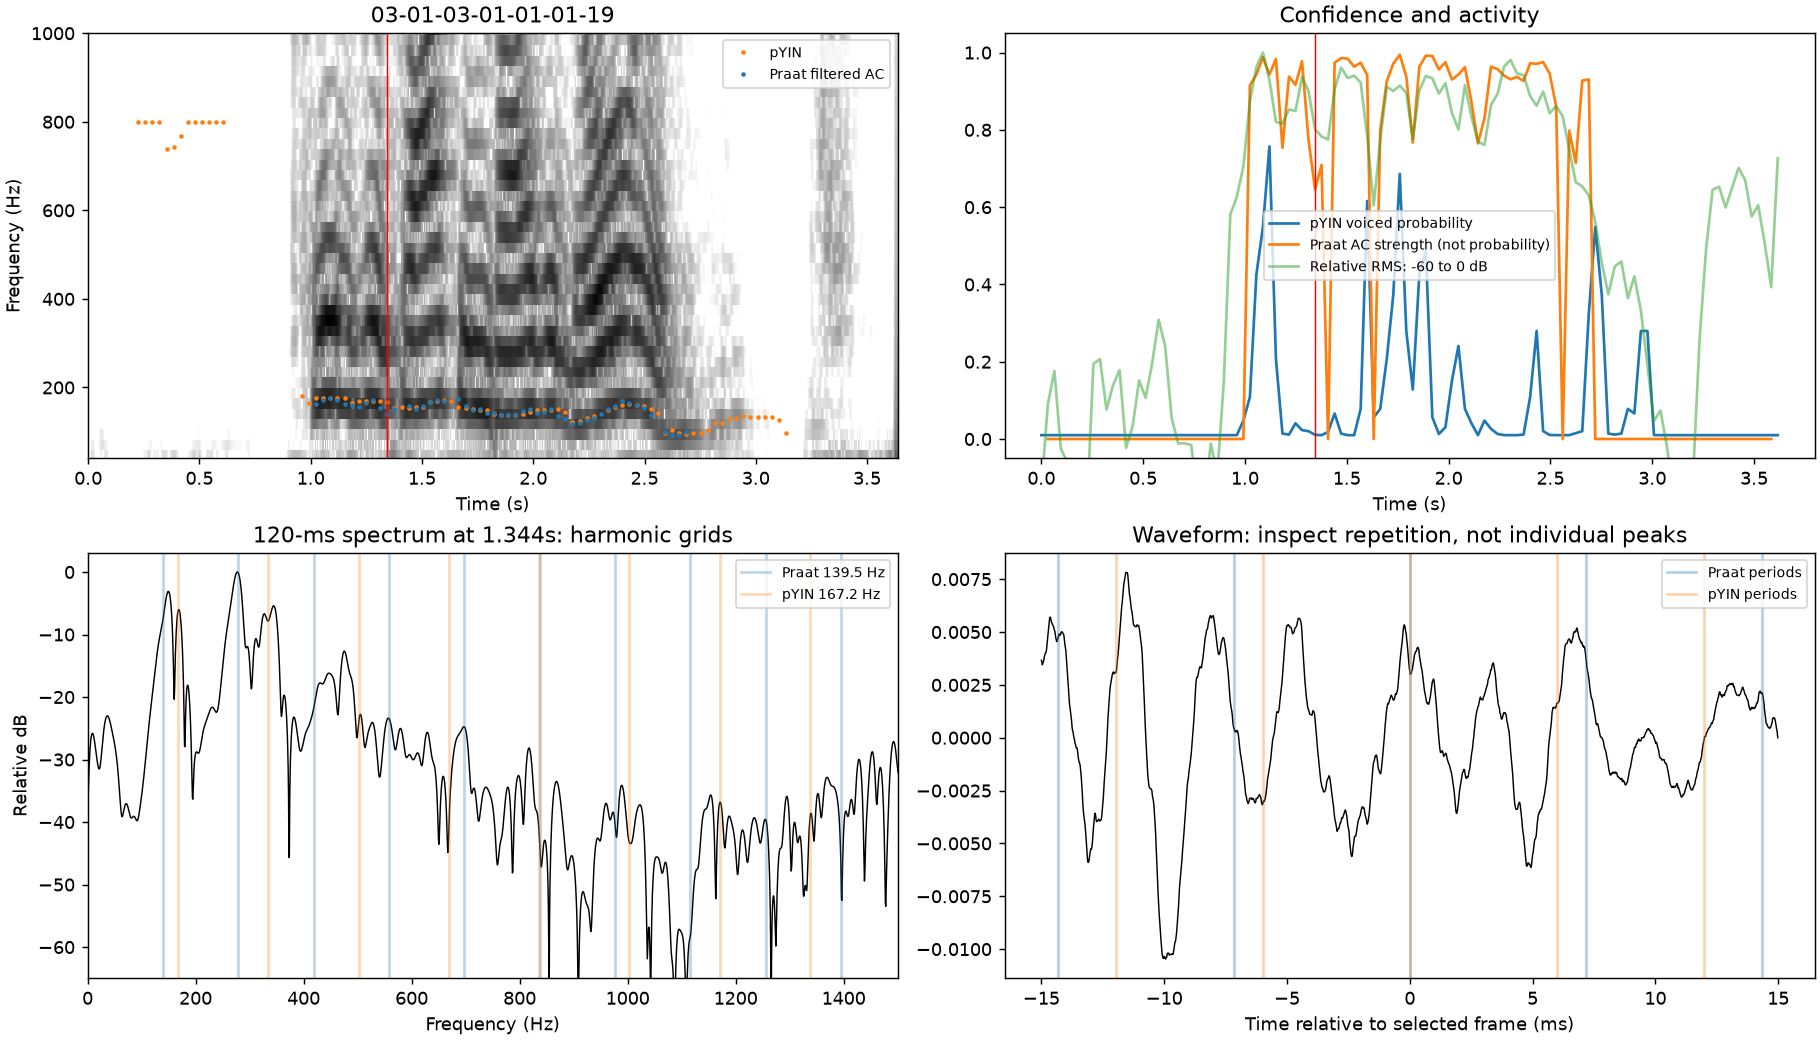 03-01-03-01-01-01-19
1000
800
600
400
200
Frequency (Hz)
pYIN
Praat filtered AC
0.0 0.5 1.0 1.5 2.0 2.5 3.0 3.5
Time (s)
Confidence and activity
1.0
0.8
0.6
0.4
0.2
0.0
pYIN voiced probability
Praat AC strength (not probability)
Relative RMS: -60 to 0 dB
0.0 0.5 1.0 1.5 2.0 2.5 3.0 3.5
Time (s)
120-ms spectrum at 1.344s: harmonic grids
0
−10
−20
−30
−40
−50
−60
Relative dB
Praat 139.5 Hz
pYIN 167.2 Hz
0 200 400 600 800 1000 1200 1400
Frequency (Hz)
Waveform: inspect repetition, not individual peaks
0.0075
0.0050
0.0025
0.0000
−0.0025
−0.0050
−0.0075
−0.0100
Praat periods
pYIN periods
−15 −10 −5 0 5 10 15
Time relative to selected frame (ms)